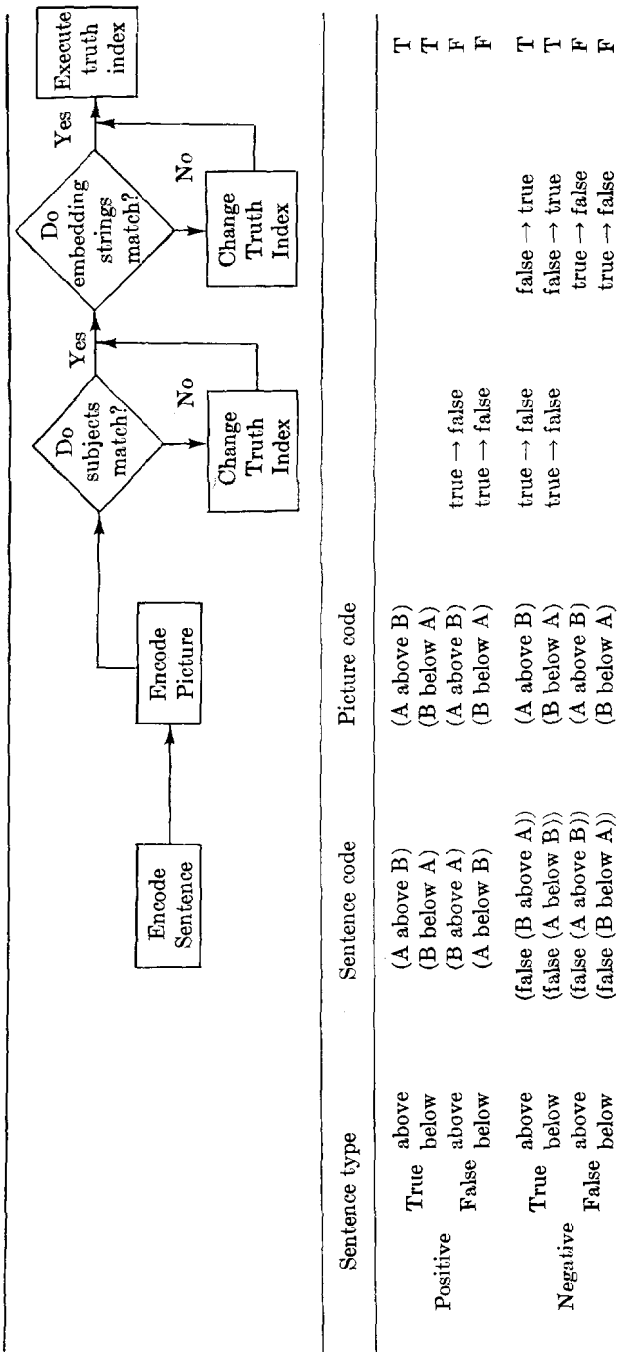 Encode
Sentence
Encode
Picture
Do
subjects
match?
Yes
No
Change
Truth
Index
Do
embedding
strings
match?
Yes
No
Change
Truth
Index
Execute
truth
index
Sentence type Sentence code Picture code
Positive True above (A above B) (A above B) T
below (B below A) (B below A) T
False above (B above A) (A above B) true → false F
below (A below B) (B below A) true → false F
Negative True above (false (B above A)) (A above B) true → false false → true T
below (false (A below B)) (B below A) true → false false → true T
False above (false (A above B)) (A above B) true → false F
below (false (B below A)) (B below A) true → false F